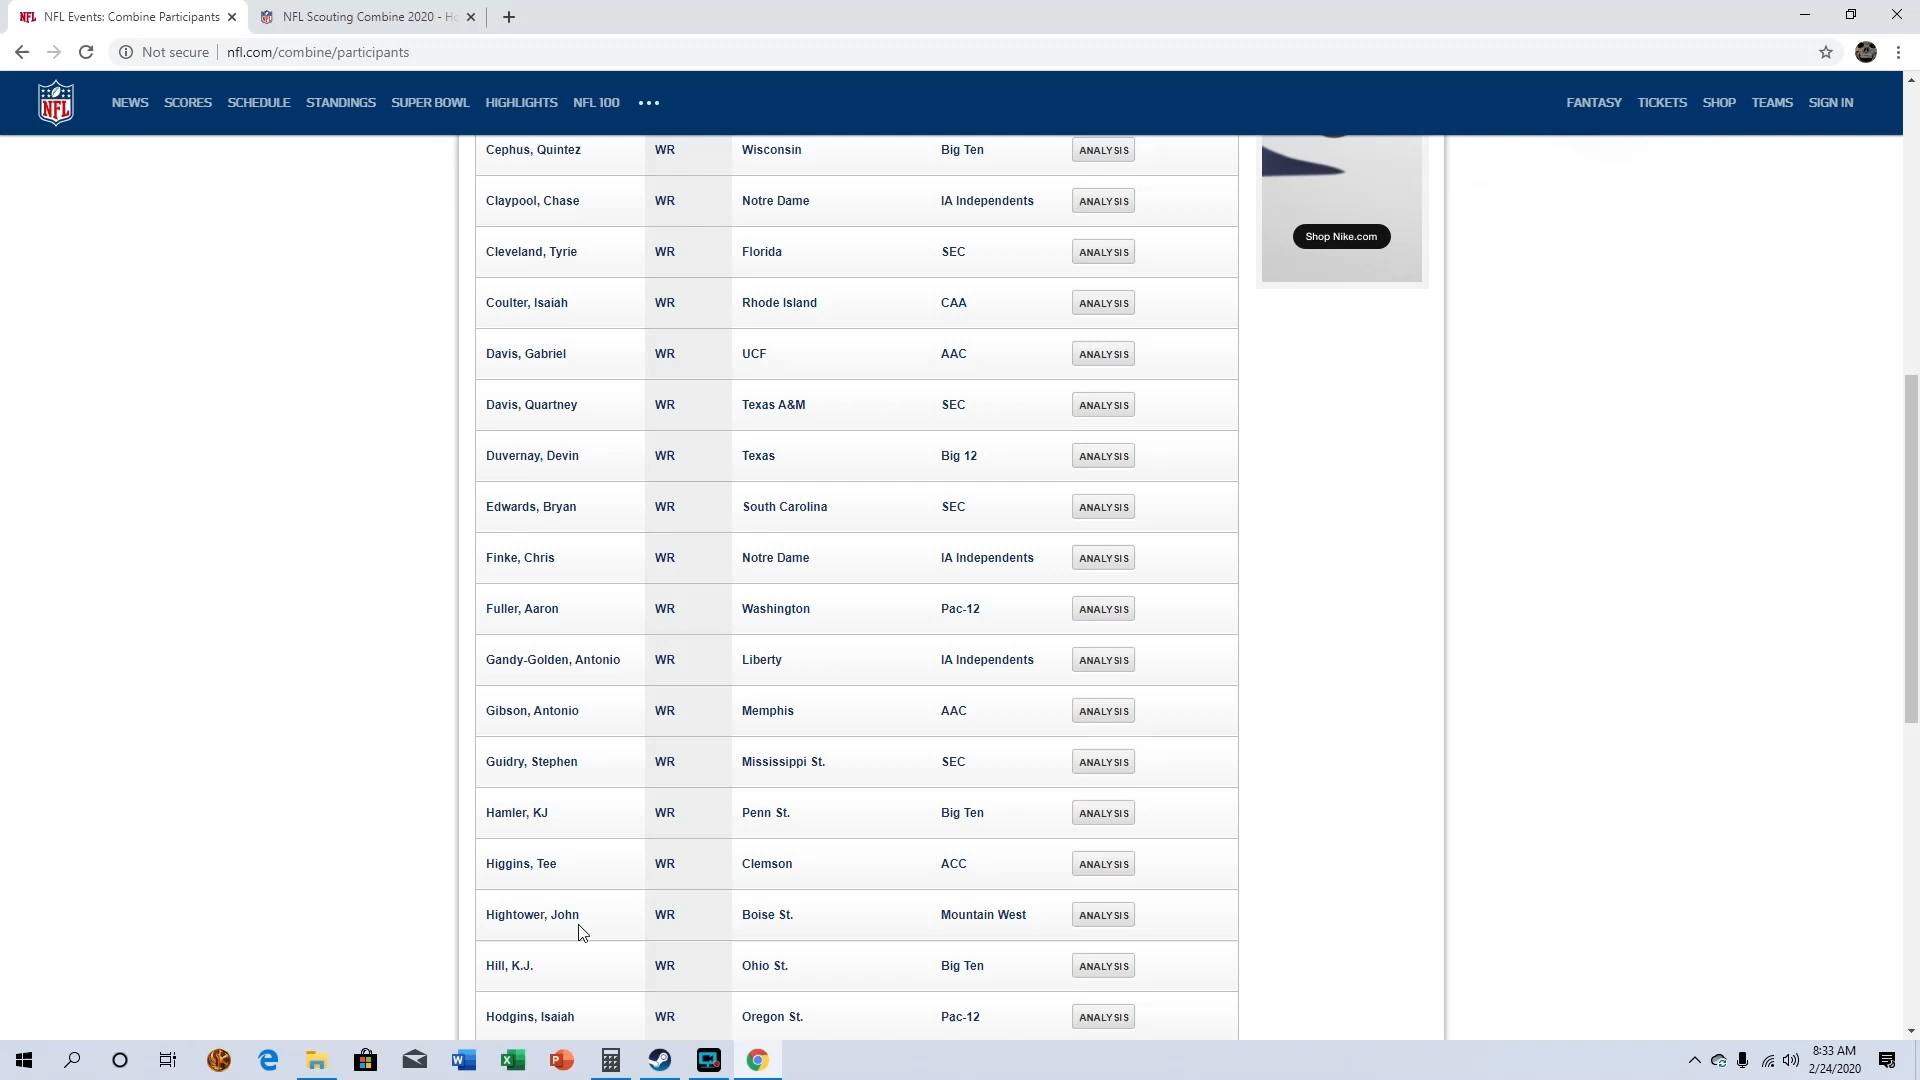 NFL Events: Combine Participants
NFL Scouting Combine 2020 - Ho
Not secure nfl.com/combine/participants
NFL NEWS SCORES SCHEDULE STANDINGS SUPER BOWL HIGHLIGHTS NFL 100 ••• FANTASY TICKETS SHOP TEAMS SIGN IN
Cephus, Quintez WR Wisconsin Big Ten ANALYSIS
Claypool, Chase WR Notre Dame IA Independents ANALYSIS
Shop Nike.com
Cleveland, Tyrie WR Florida SEC ANALYSIS
Coulter, Isaiah WR Rhode Island CAA ANALYSIS
Davis, Gabriel WR UCF AAC ANALYSIS
Davis, Quartney WR Texas A&M SEC ANALYSIS
Duvernay, Devin WR Texas Big 12 ANALYSIS
Edwards, Bryan WR South Carolina SEC ANALYSIS
Finke, Chris WR Notre Dame IA Independents ANALYSIS
Fuller, Aaron WR Washington Pac-12 ANALYSIS
Gandy-Golden, Antonio WR Liberty IA Independents ANALYSIS
Gibson, Antonio WR Memphis AAC ANALYSIS
Guidry, Stephen WR Mississippi St. SEC ANALYSIS
Hamler, KJ WR Penn St. Big Ten ANALYSIS
Higgins, Tee WR Clemson ACC ANALYSIS
Hightower, John WR Boise St. Mountain West ANALYSIS
Hill, K.J. WR Ohio St. Big Ten ANALYSIS
Hodgins, Isaiah WR Oregon St. Pac-12 ANALYSIS
8:33 AM
2/24/2020